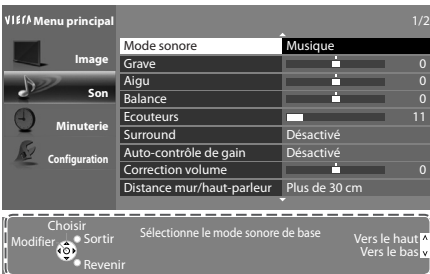 VIErA Menu principal
1/2
Image
Son
Minuterie
Configuration
Mode sonore Musique
Grave 0
Aigu 0
Balance 0
Ecouteurs 11
Surround Désactivé
Auto-contrôle de gain Désactivé
Correction volume 0
Distance mur/haut-parleur Plus de 30 cm
Choisir
Modifier
Sortir
Revenir
Sélectionne le mode sonore de base
Vers le haut
Vers le bas